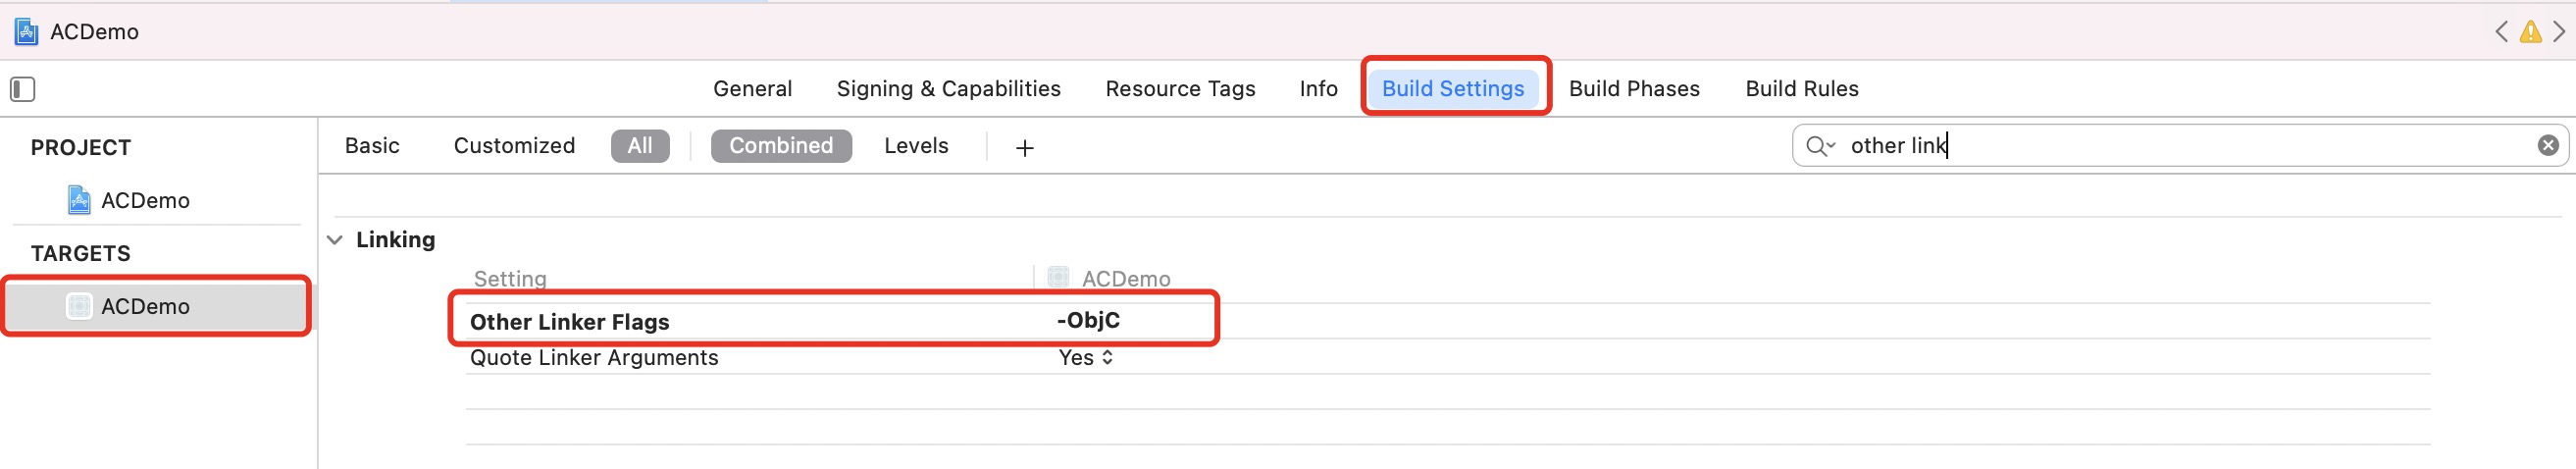 ACDemo
General Signing & Capabilities Resource Tags Info Build Settings Build Phases Build Rules
PROJECT
ACDemo
TARGETS
ACDemo
Basic Customized All Combined Levels + other link
Linking
Setting ACDemo
Other Linker Flags -ObjC
Quote Linker Arguments Yes